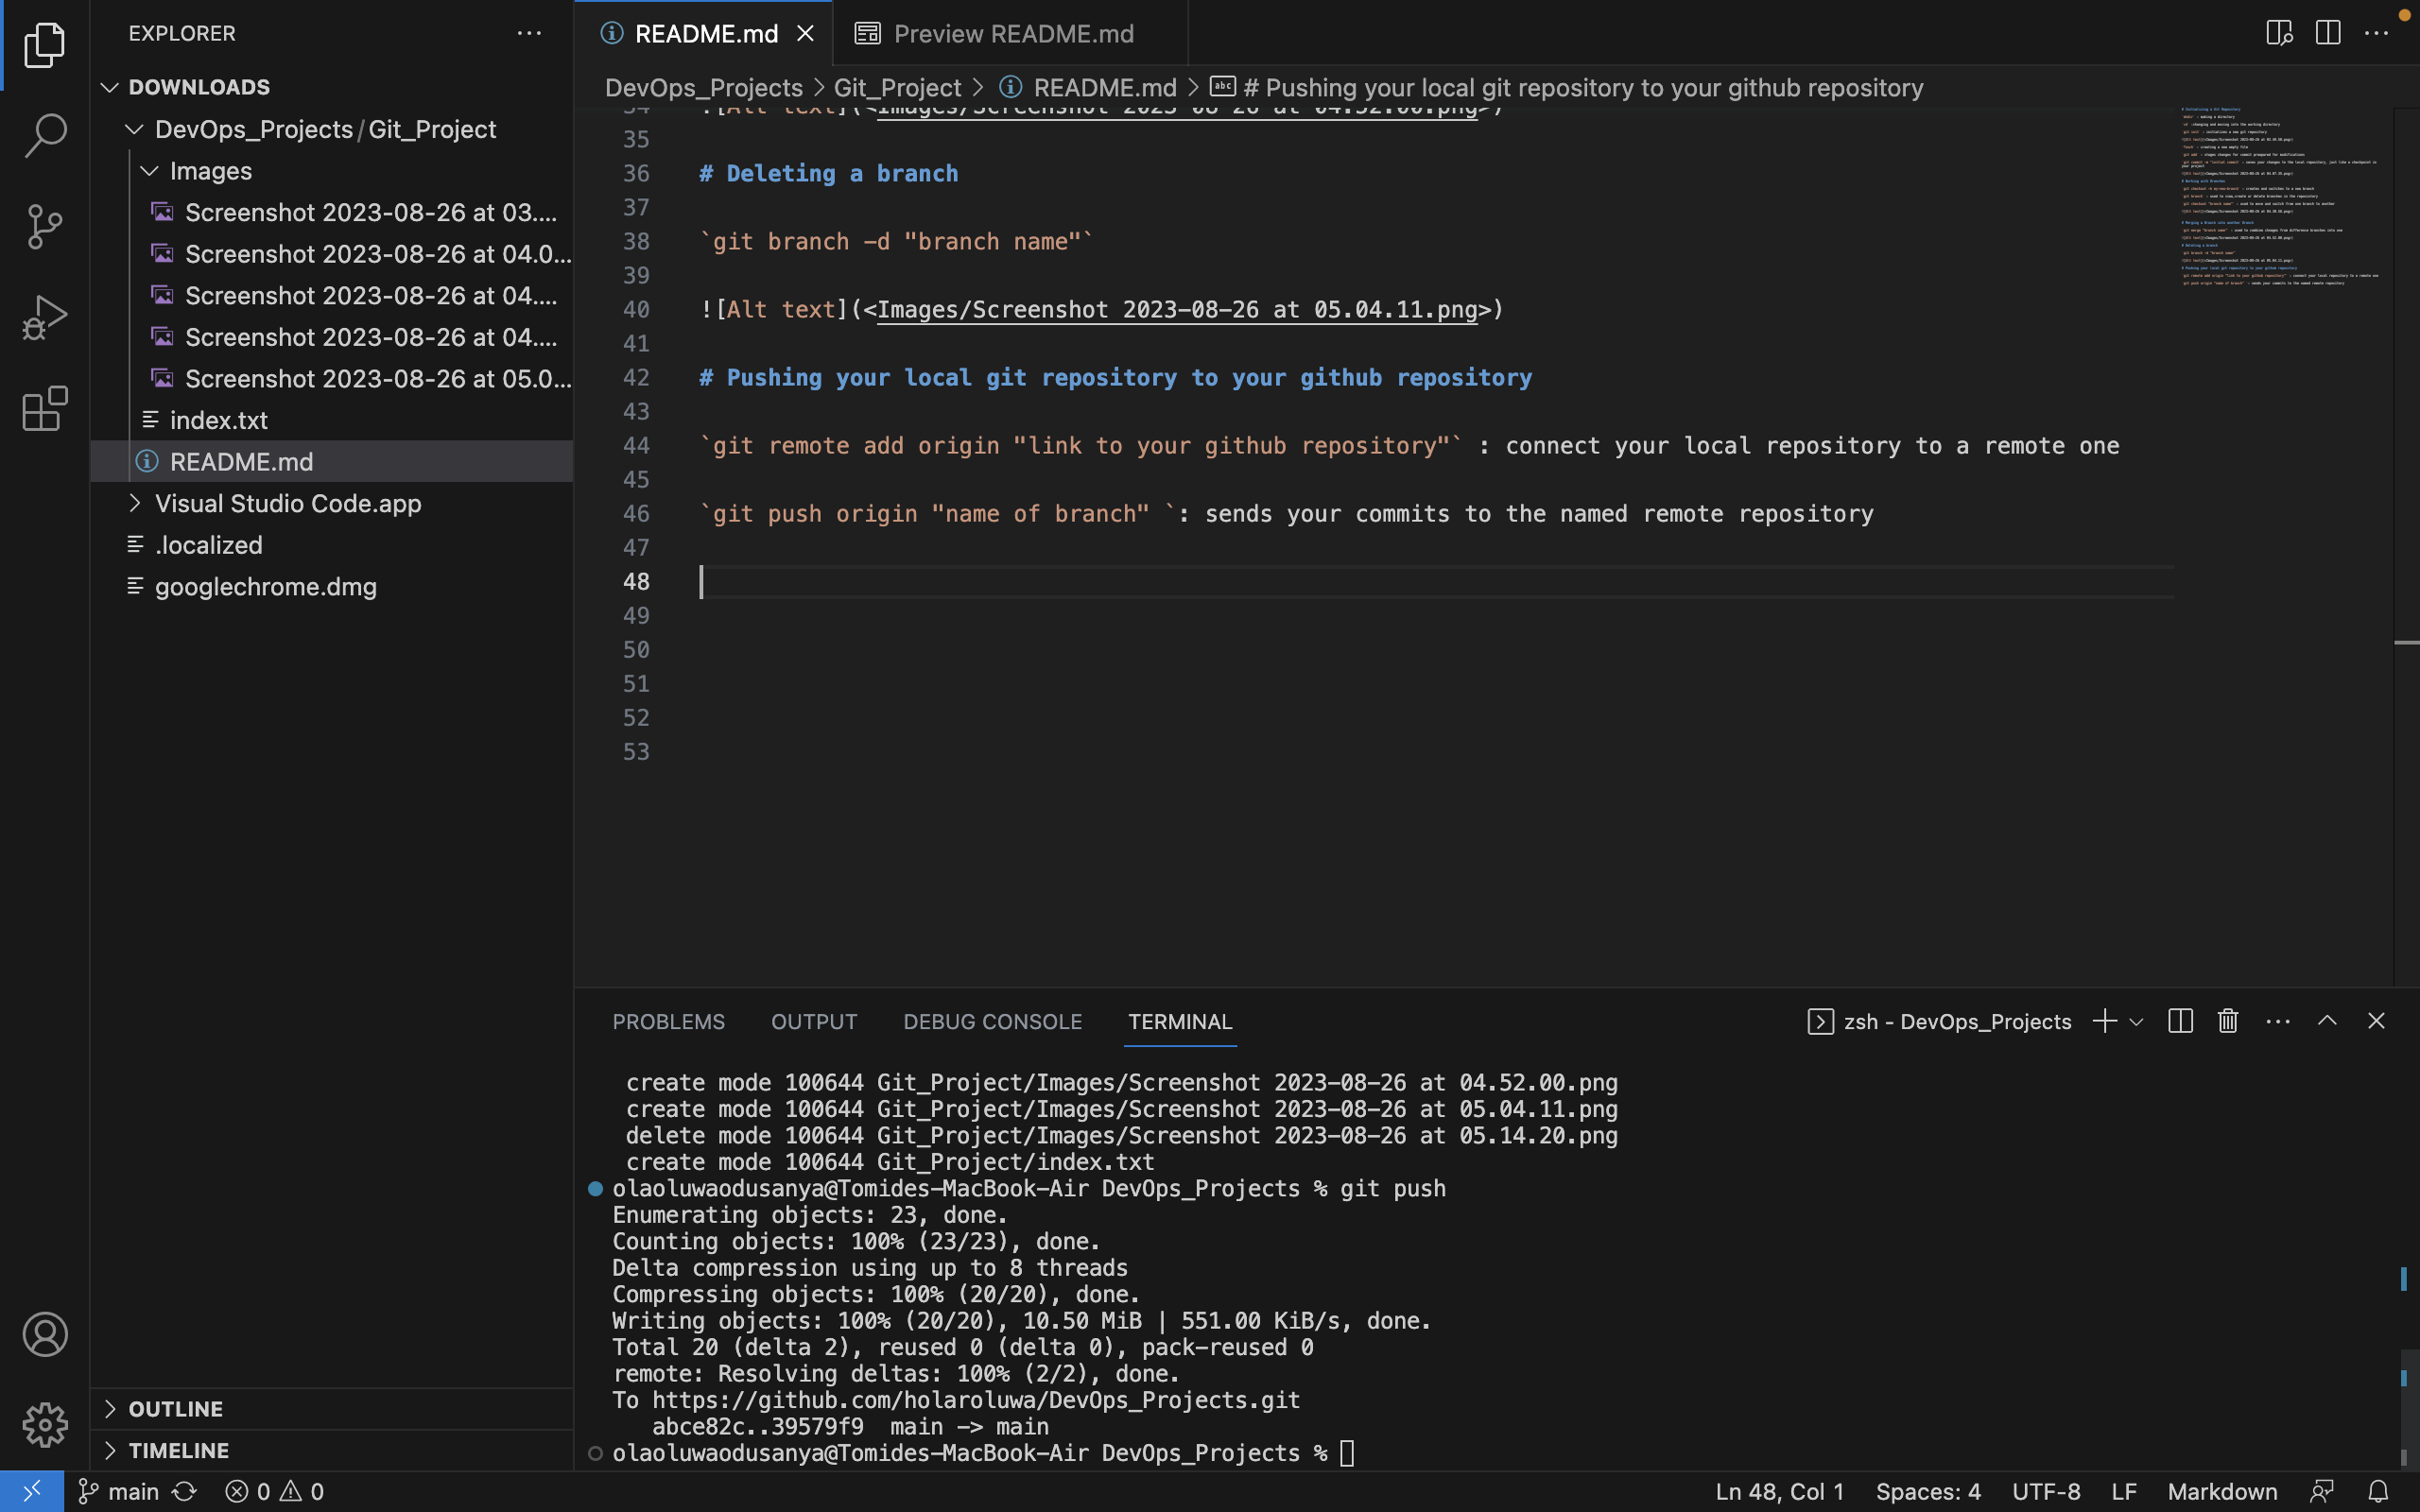 EXPLORER
DOWNLOADS
DevOps_Projects / Git_Project
Images
Screenshot 2023-08-26 at 03....
Screenshot 2023-08-26 at 04.0...
Screenshot 2023-08-26 at 04....
Screenshot 2023-08-26 at 04....
Screenshot 2023-08-26 at 05.0...
index.txt
README.md
Visual Studio Code.app
.localized
googlechrome.dmg
OUTLINE
TIMELINE
README.md
Preview README.md
DevOps_Projects > Git_Project > README.md > # Pushing your local git repository to your github repository
34 ![Alt text](<Images/Screenshot 2023-08-26 at 04.52.00.png>)
35
36 # Deleting a branch
37
38 `git branch -d "branch name"`
39
40 ![Alt text](<Images/Screenshot 2023-08-26 at 05.04.11.png>)
41
42 # Pushing your local git repository to your github repository
43
44 `git remote add origin "link to your github repository"` : connect your local repository to a remote one
45
46 `git push origin "name of branch" `: sends your commits to the named remote repository
47
48
49
50
51
52
53
PROBLEMS OUTPUT DEBUG CONSOLE TERMINAL
zsh - DevOps_Projects
create mode 100644 Git_Project/Images/Screenshot 2023-08-26 at 04.52.00.png
create mode 100644 Git_Project/Images/Screenshot 2023-08-26 at 05.04.11.png
delete mode 100644 Git_Project/Images/Screenshot 2023-08-26 at 05.14.20.png
create mode 100644 Git_Project/index.txt
olaoluwaodusanya@Tomides-MacBook-Air DevOps_Projects % git push
Enumerating objects: 23, done.
Counting objects: 100% (23/23), done.
Delta compression using up to 8 threads
Compressing objects: 100% (20/20), done.
Writing objects: 100% (20/20), 10.50 MiB | 551.00 KiB/s, done.
Total 20 (delta 2), reused 0 (delta 0), pack-reused 0
remote: Resolving deltas: 100% (2/2), done.
To https://github.com/holaroluwa/DevOps_Projects.git
abce82c..39579f9 main -> main
olaoluwaodusanya@Tomides-MacBook-Air DevOps_Projects %
main 0 0
Ln 48, Col 1 Spaces: 4 UTF-8 LF Markdown